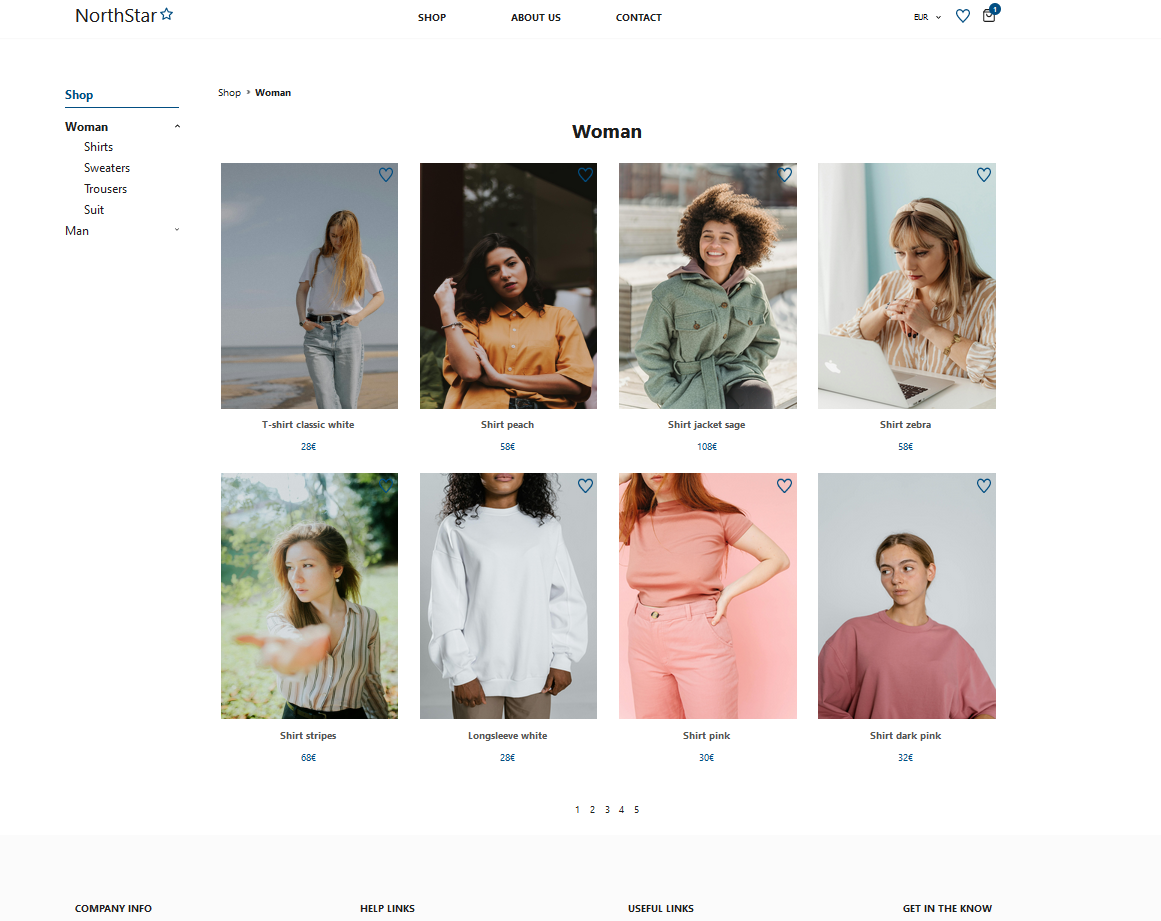 NorthStar
SHOP
ABOUT US
CONTACT
EUR
1
Shop
Woman
Shirts
Sweaters
Trousers
Suit
Man
Shop > Woman
Woman
T-shirt classic white
28€
Shirt peach
58€
Shirt jacket sage
108€
Shirt zebra
58€
Shirt stripes
68€
Longsleeve white
28€
Shirt pink
30€
Shirt dark pink
32€
1 2 3 4 5
COMPANY INFO
HELP LINKS
USEFUL LINKS
GET IN THE KNOW